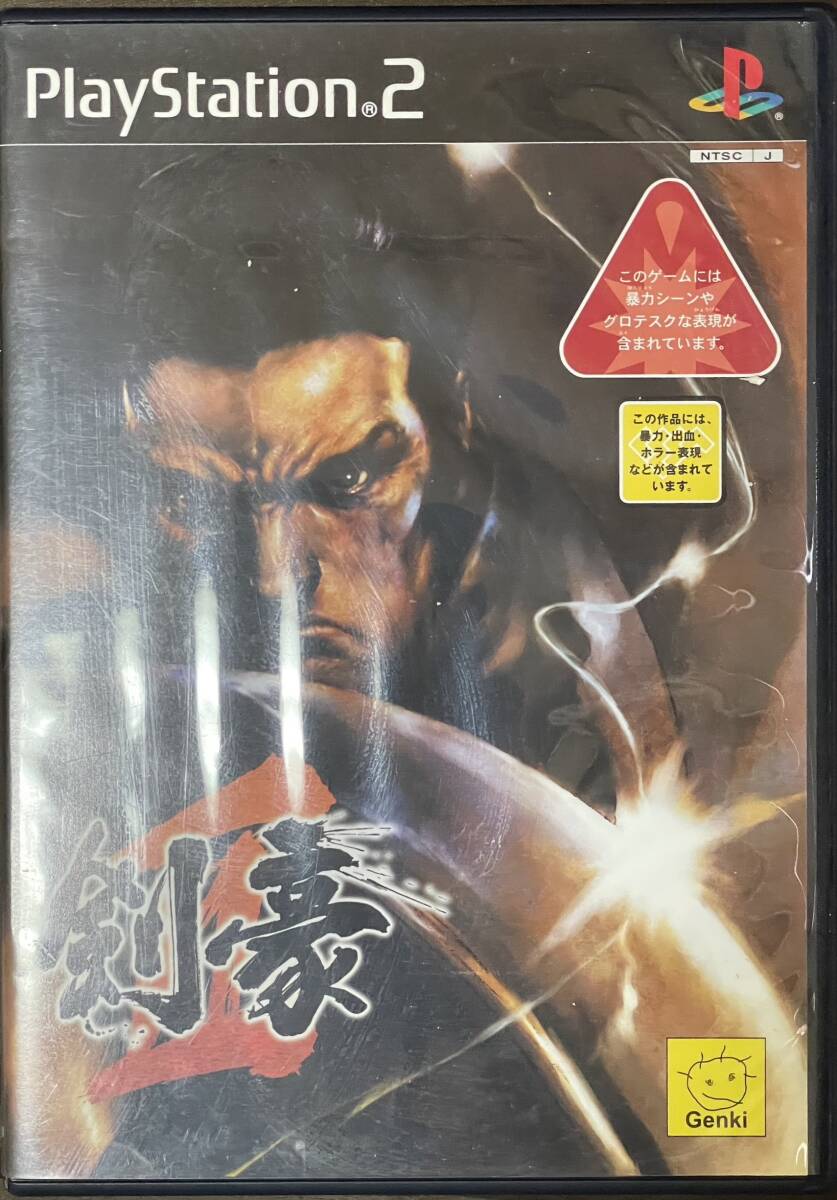 PlayStation®2
NTSC J
このゲームには
暴力シーンや
グロテスクな表現が
含まれています。
この作品には、
暴力・出血・
ホラー表現
などが含まれて
います。
剣豪
2
Genki
®